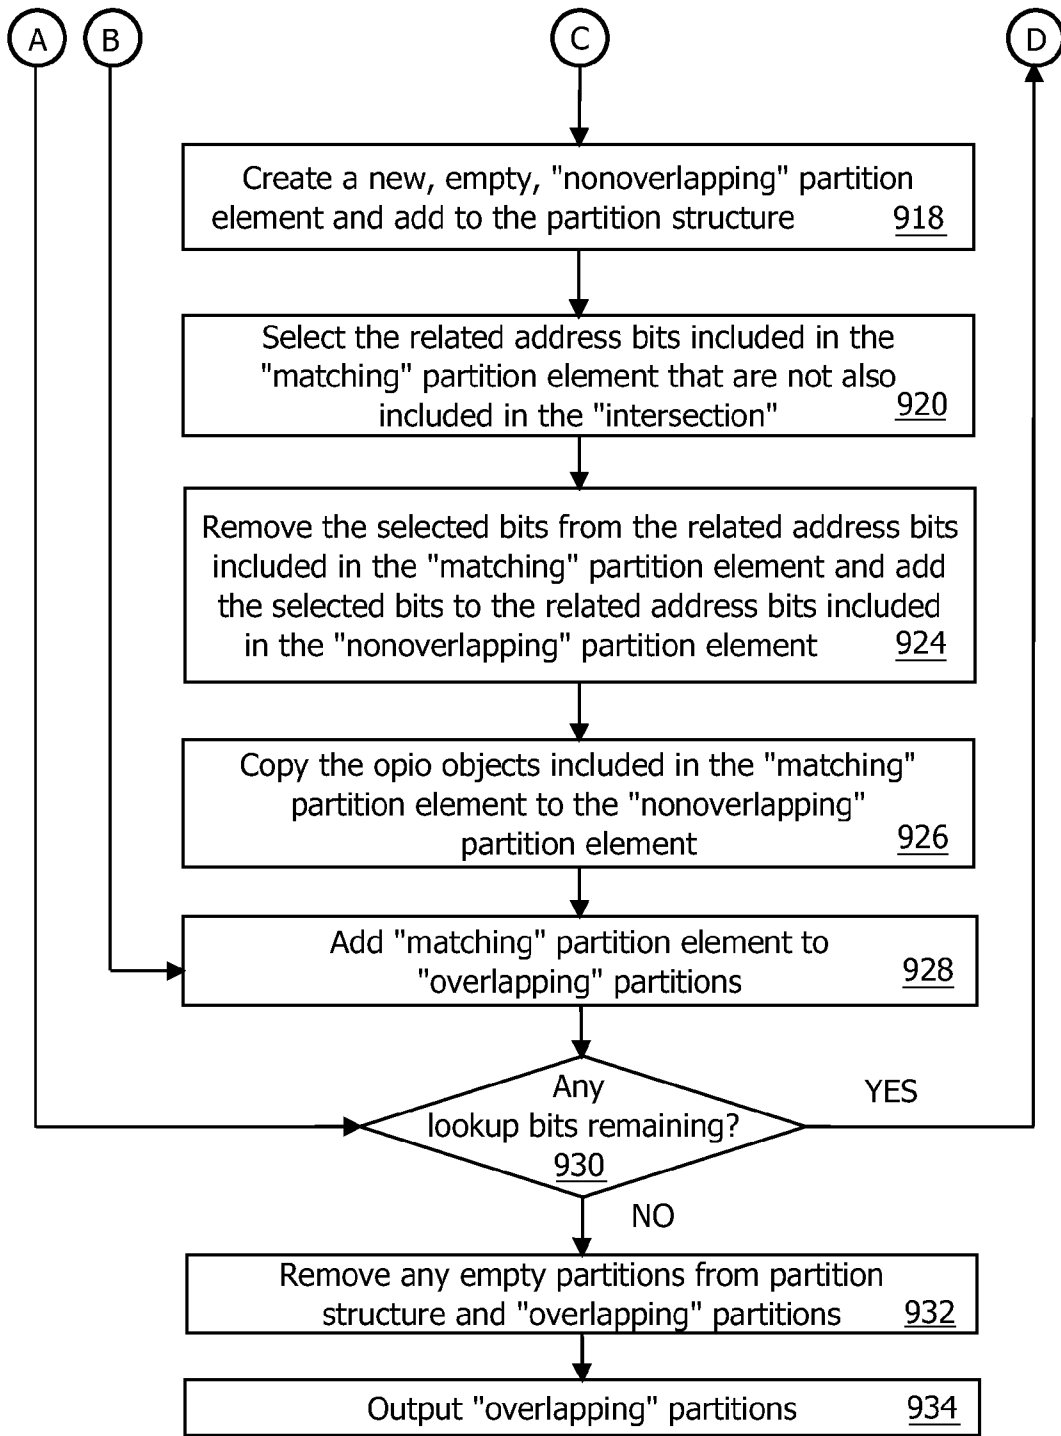 A
B
C
D
Create a new, empty, "nonoverlapping" partition
element and add to the partition structure 918
Select the related address bits included in the
"matching" partition element that are not also
included in the "intersection" 920
Remove the selected bits from the related address bits
included in the "matching" partition element and add
the selected bits to the related address bits included
in the "nonoverlapping" partition element 924
Copy the opio objects included in the "matching"
partition element to the "nonoverlapping"
partition element 926
Add "matching" partition element to
"overlapping" partitions 928
Any
lookup bits remaining?
930
YES
NO
Remove any empty partitions from partition
structure and "overlapping" partitions 932
Output "overlapping" partitions 934